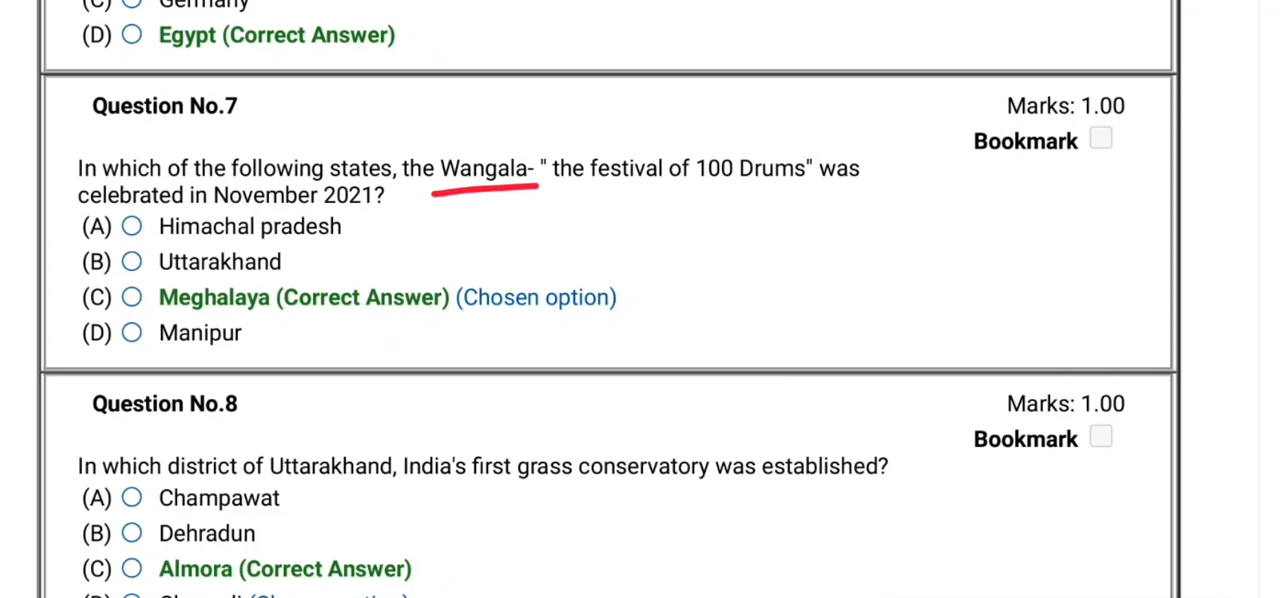 (C) Germany
(D) Egypt (Correct Answer)
Question No.7
Marks: 1.00
Bookmark
In which of the following states, the Wangala- " the festival of 100 Drums" was
celebrated in November 2021?
(A) Himachal pradesh
(B) Uttarakhand
(C) Meghalaya (Correct Answer) (Chosen option)
(D) Manipur
Question No.8
Marks: 1.00
Bookmark
In which district of Uttarakhand, India's first grass conservatory was established?
(A) Champawat
(B) Dehradun
(C) Almora (Correct Answer)